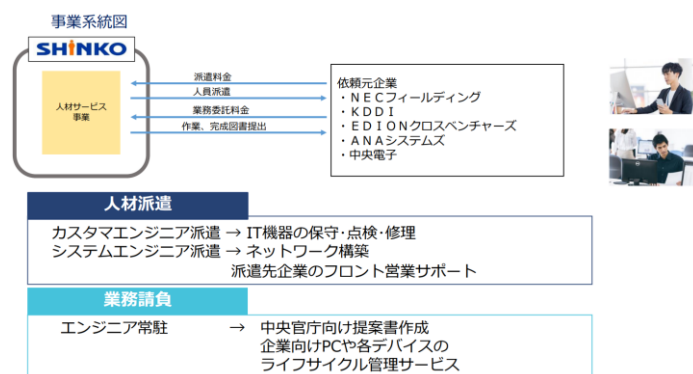 事業系統図
SHINKO
人材サービス
事業
派遣料金
人員派遣
業務委託料金
作業、完成図書提出
依頼元企業
・ＮＥＣフィールディング
・ＫＤＤＩ
・ＥＤＩＯＮクロスベンチャーズ
・ＡＮＡシステムズ
・中央電子
人材派遣
カスタマエンジニア派遣 → IT機器の保守･点検･修理
システムエンジニア派遣 → ネットワーク構築
派遣先企業のフロント営業サポート
業務請負
エンジニア常駐 → 中央官庁向け提案書作成
企業向けPCや各デバイスの
ライフサイクル管理サービス